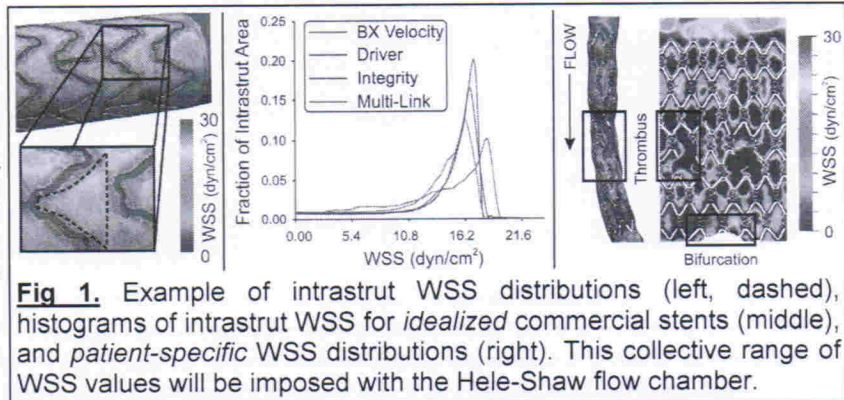 WSS (dyn/cm²)
30
0
Fraction of Intrastrut Area
0.25
0.20
0.15
0.10
0.05
0.00
BX Velocity
Driver
Integrity
Multi-Link
0.00 5.4 10.8 16.2 21.6
WSS (dyn/cm²)
FLOW
Thrombus
Bifurcation
30
WSS (dyn/cm²)
0
Fig 1. Example of intrastrut WSS distributions (left, dashed),
histograms of intrastrut WSS for idealized commercial stents (middle),
and patient-specific WSS distributions (right). This collective range of
WSS values will be imposed with the Hele-Shaw flow chamber.